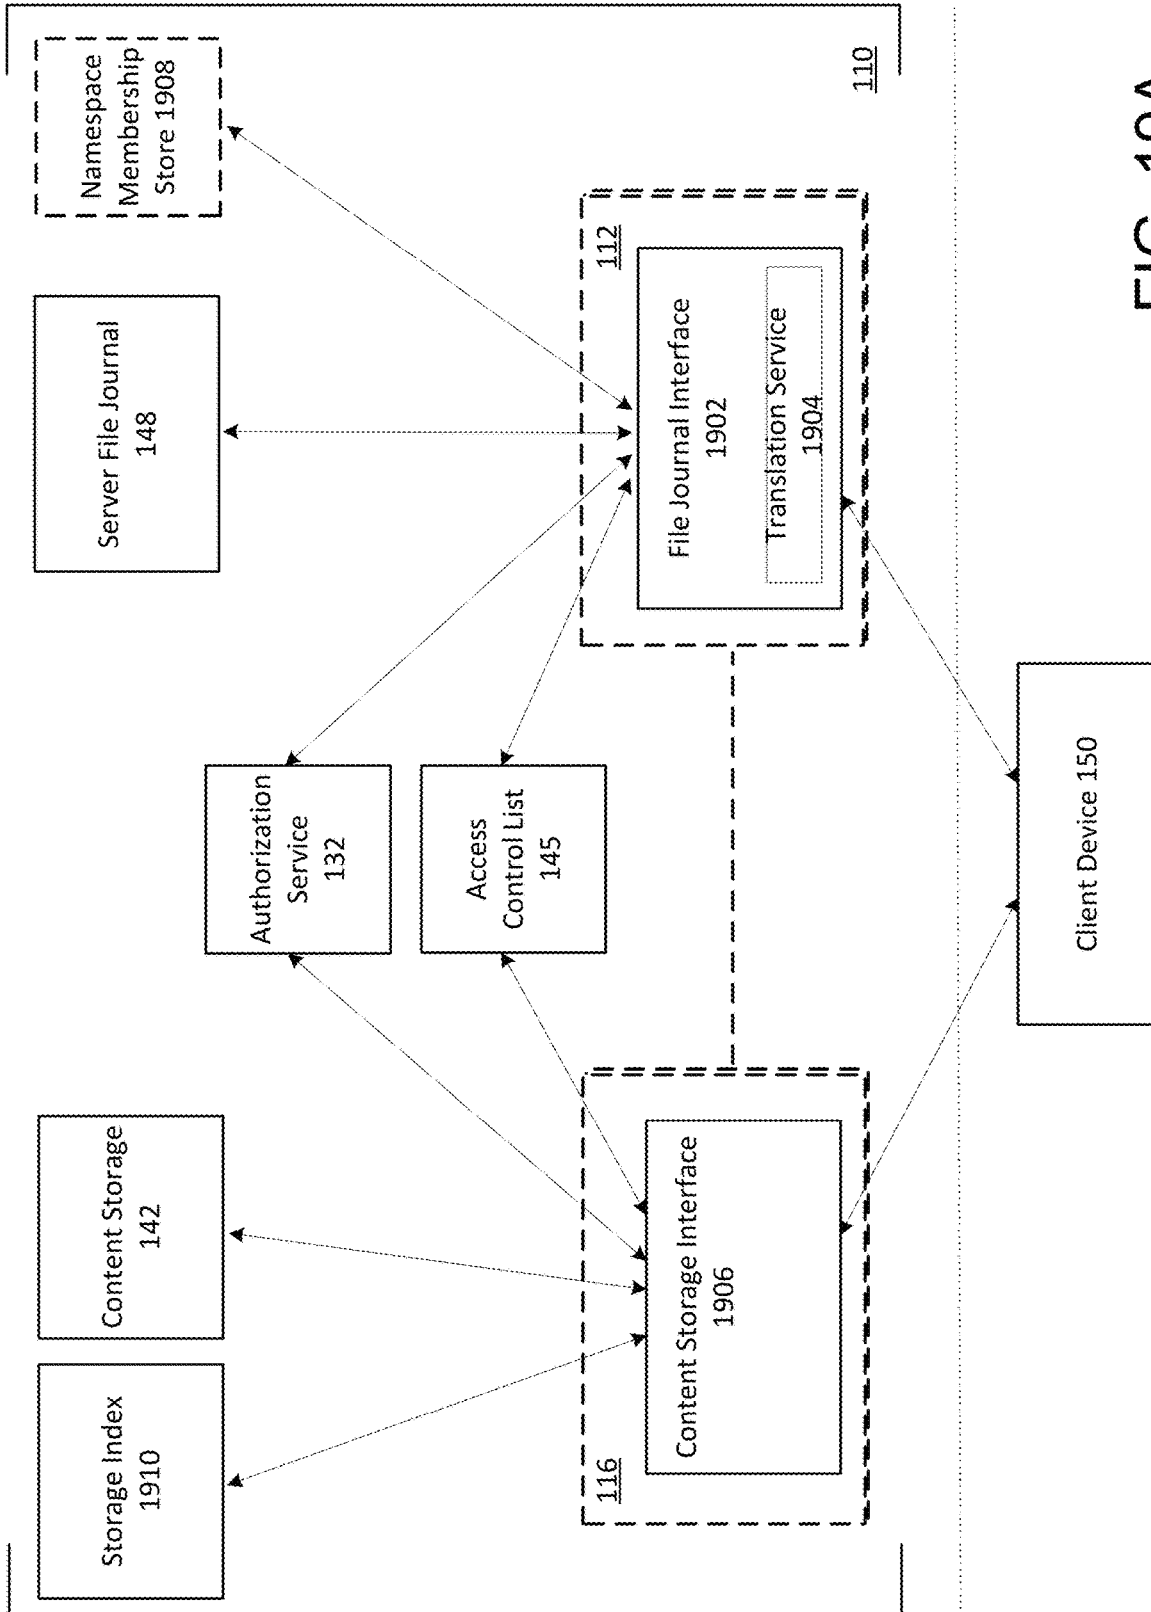 Storage Index
1910
Content Storage
142
Server File Journal
148
Namespace
Membership
Store 1908
Authorization
Service
132
Access
Control List
145
116
Content Storage Interface
1906
112
File Journal Interface
1902
Translation Service
1904
110
Client Device 150
FIG. 19A